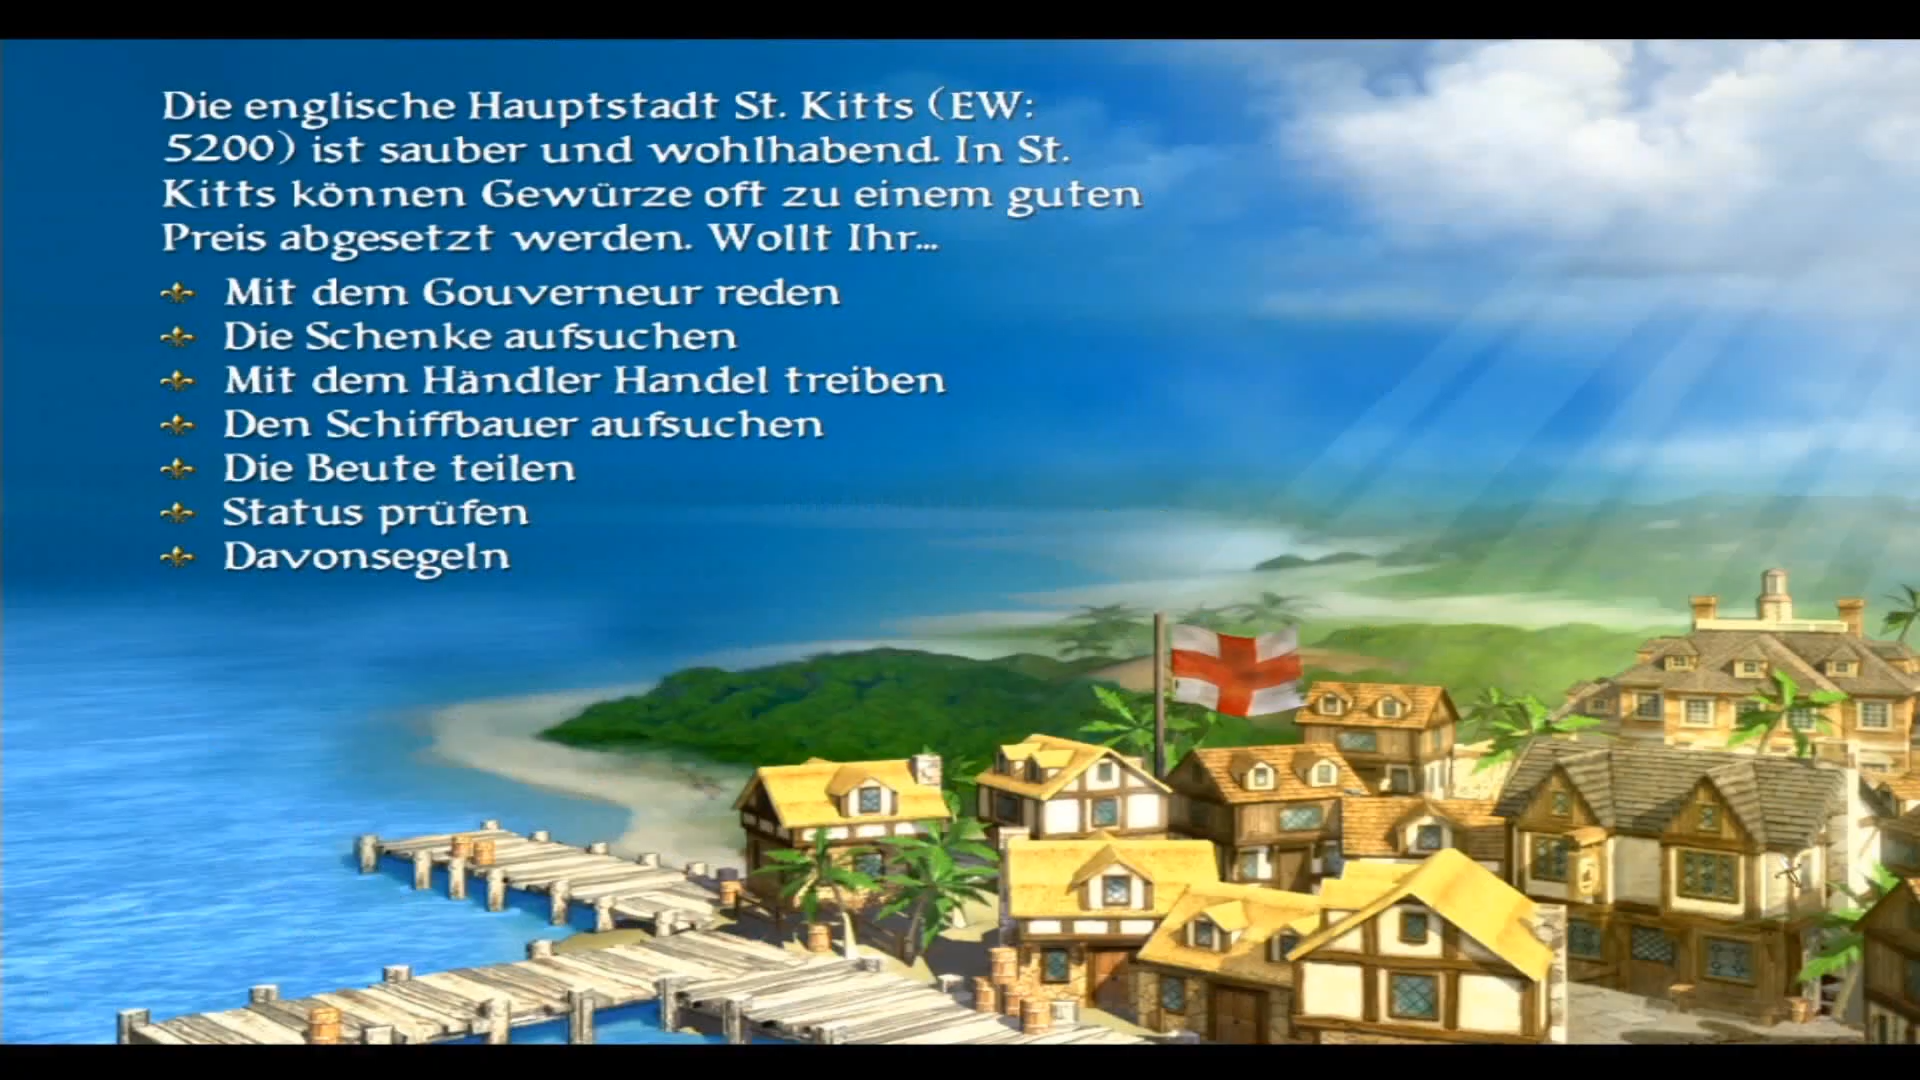 Die englische Hauptstadt St. Kitts (EW:
5200) ist sauber und wohlhabend. In St.
Kitts können Gewürze oft zu einem guten
Preis abgesetzt werden. Wollt Ihr...
Mit dem Gouverneur reden
Die Schenke aufsuchen
Mit dem Händler Handel treiben
Den Schiffbauer aufsuchen
Die Beute teilen
Status prüfen
Davonsegeln